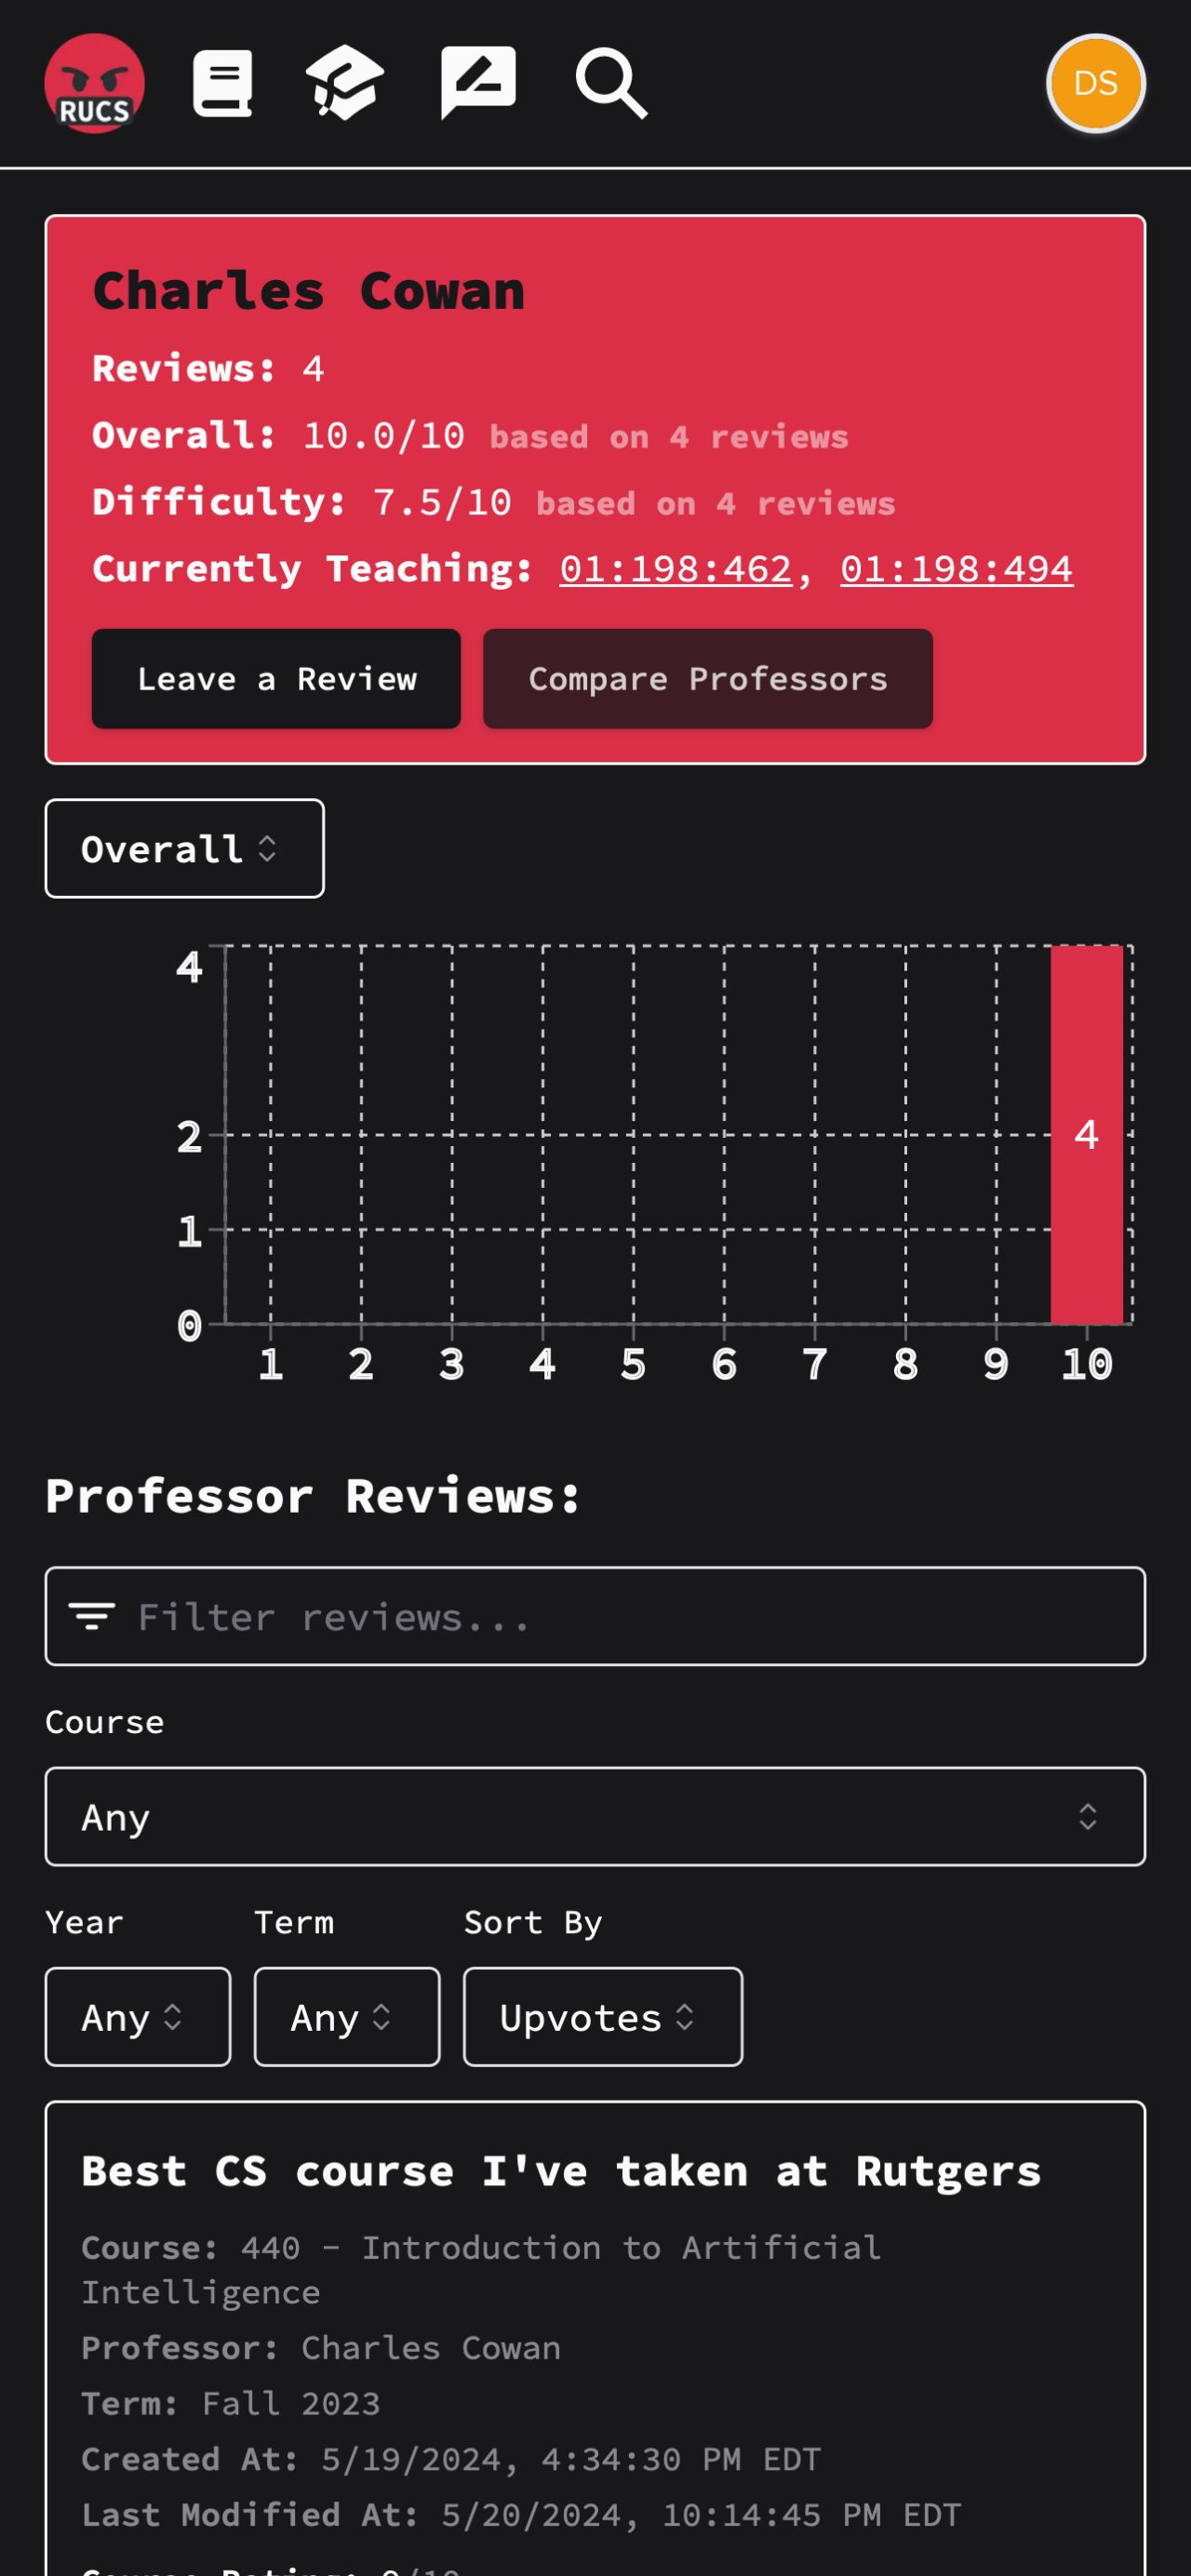 RUCS
DS
Charles Cowan
Reviews: 4
Overall: 10.0/10 based on 4 reviews
Difficulty: 7.5/10 based on 4 reviews
Currently Teaching: 01:198:462, 01:198:494
Leave a Review
Compare Professors
Overall
4
2
1
0
4
1 2 3 4 5 6 7 8 9 10
Professor Reviews:
Filter reviews...
Course
Any
Year Term Sort By
Any Any Upvotes
Best CS course I've taken at Rutgers
Course: 440 - Introduction to Artificial
Intelligence
Professor: Charles Cowan
Term: Fall 2023
Created At: 5/19/2024, 4:34:30 PM EDT
Last Modified At: 5/20/2024, 10:14:45 PM EDT
Course Rating: